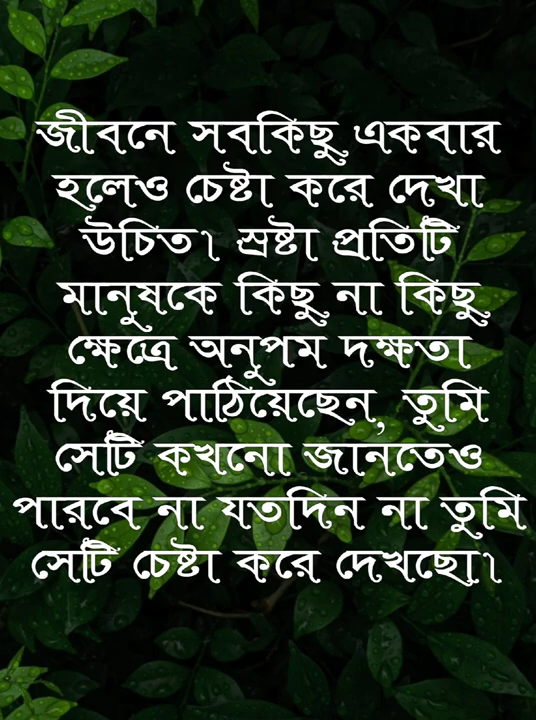 জীবনে সবকিছু একবার
হলেও চেষ্টা করে দেখা
উচিত। স্রষ্টা প্রতিটি
মানুষকে কিছু না কিছু
ক্ষেত্রে অনুপম দক্ষতা
দিয়ে পাঠিয়েছেন, তুমি
সেটি কখনো জানতেও
পারবে না যতদিন না তুমি
সেটি চেষ্টা করে দেখছো।